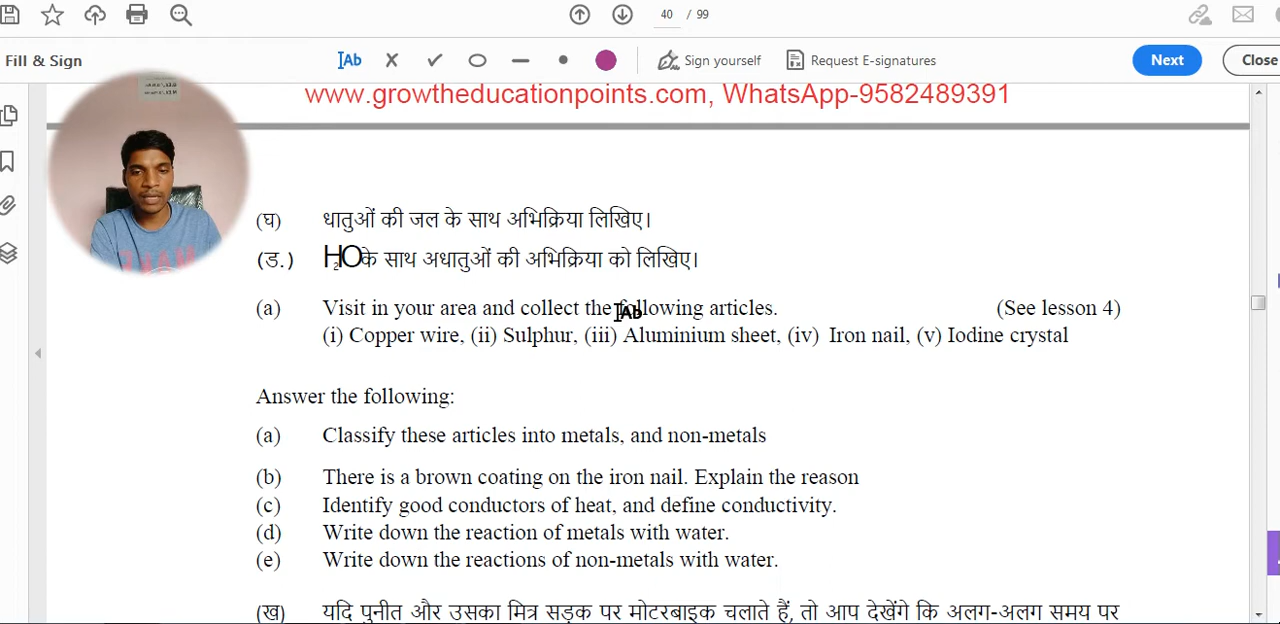 40 / 99
Fill & Sign
Ab
Sign yourself
Request E-signatures
Next
Close
www.growtheducationpoints.com, WhatsApp-9582489391
(घ) धातुओं की जल के साथ अभिक्रिया लिखिए।
(ड.) H2Oके साथ अधातुओं की अभिक्रिया को लिखिए।
(a) Visit in your area and collect the following articles. (See lesson 4)
(i) Copper wire, (ii) Sulphur, (iii) Aluminium sheet, (iv) Iron nail, (v) Iodine crystal
Answer the following:
(a) Classify these articles into metals, and non-metals
(b) There is a brown coating on the iron nail. Explain the reason
(c) Identify good conductors of heat, and define conductivity.
(d) Write down the reaction of metals with water.
(e) Write down the reactions of non-metals with water.
(ख) यदि पुनीत और उसका मित्र सड़क पर मोटरबाइक चलाते हैं, तो आप देखेंगे कि अलग-अलग समय पर